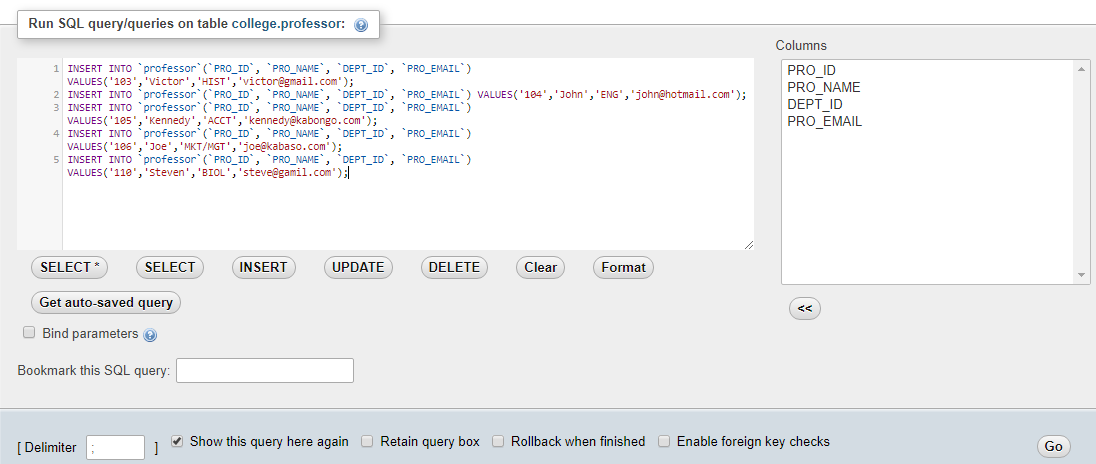 Run SQL query/queries on table college.professor:
Columns
1 INSERT INTO `professor`(`PRO_ID`, `PRO_NAME`, `DEPT_ID`, `PRO_EMAIL`)
VALUES('103','Victor','HIST','victor@gmail.com');
2 INSERT INTO `professor`(`PRO_ID`, `PRO_NAME`, `DEPT_ID`, `PRO_EMAIL`) VALUES('104','John','ENG','john@hotmail.com');
3 INSERT INTO `professor`(`PRO_ID`, `PRO_NAME`, `DEPT_ID`, `PRO_EMAIL`)
VALUES('105','Kennedy','ACCT','kennedy@kabongo.com');
4 INSERT INTO `professor`(`PRO_ID`, `PRO_NAME`, `DEPT_ID`, `PRO_EMAIL`)
VALUES('106','Joe','MKT/MGT','joe@kabaso.com');
5 INSERT INTO `professor`(`PRO_ID`, `PRO_NAME`, `DEPT_ID`, `PRO_EMAIL`)
VALUES('110','Steven','BIOL','steve@gamil.com');
PRO_ID
PRO_NAME
DEPT_ID
PRO_EMAIL
SELECT * SELECT INSERT UPDATE DELETE Clear Format
Get auto-saved query
<<
Bind parameters
Bookmark this SQL query:
[ Delimiter ; ] Show this query here again Retain query box Rollback when finished Enable foreign key checks Go